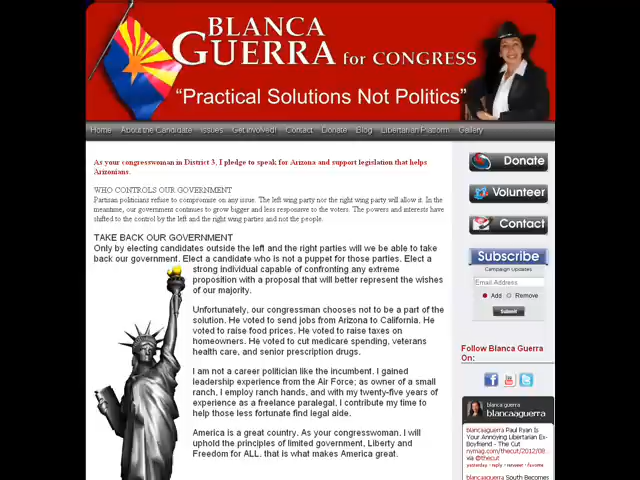 BLANCA
GUERRA for CONGRESS
“Practical Solutions Not Politics”
Home About the Candidate Issues Get Involved! Contact Donate Blog Libertarian Platform Gallery
As your congresswoman in District 3, I pledge to speak for Arizona and support legislation that helps
Arizonians.
WHO CONTROLS OUR GOVERNMENT
Partisan politicians refuse to compromise on any issue. The left wing party nor the right wing party will allow it. In the
meantime, our government continues to grow bigger and less responsive to the voters. The powers and interests have
shifted to the control by the left and the right wing parties and not the people.
TAKE BACK OUR GOVERNMENT
Only by electing candidates outside the left and the right parties will we be able to take
back our government. Elect a candidate who is not a puppet for those parties. Elect a
strong individual capable of confronting any extreme
proposition with a proposal that will better represent the wishes
of our majority.
Unfortunately, our congressman chooses not to be a part of the
solution. He voted to send jobs from Arizona to California. He
voted to raise food prices. He voted to raise taxes on
homeowners. He voted to cut medicare spending, veterans
health care, and senior prescription drugs.
I am not a career politician like the incumbent. I gained
leadership experience from the Air Force; as owner of a small
ranch, I employ ranch hands, and with my twenty-five years of
experience as a freelance paralegal, I contribute my time to
help those less fortunate find legal aide.
America is a great country. As your congresswoman, I will
uphold the principles of limited government, Liberty and
Freedom for ALL. that is what makes America great.
Donate
Volunteer
Contact
Subscribe
Campaign Updates
Email Address
Add Remove
Submit
Follow Blanca Guerra
On:
You Tube
blanca guerra
blancaaguerra
blancaaguerra Paul Ryan Is
Your Annoying Libertarian Ex-
Boyfriend - The Cut
nymag.com/thecut/2012/08...
via @thecut
yesterday · reply · retweet · favorite
blancaaguerra South Becomes